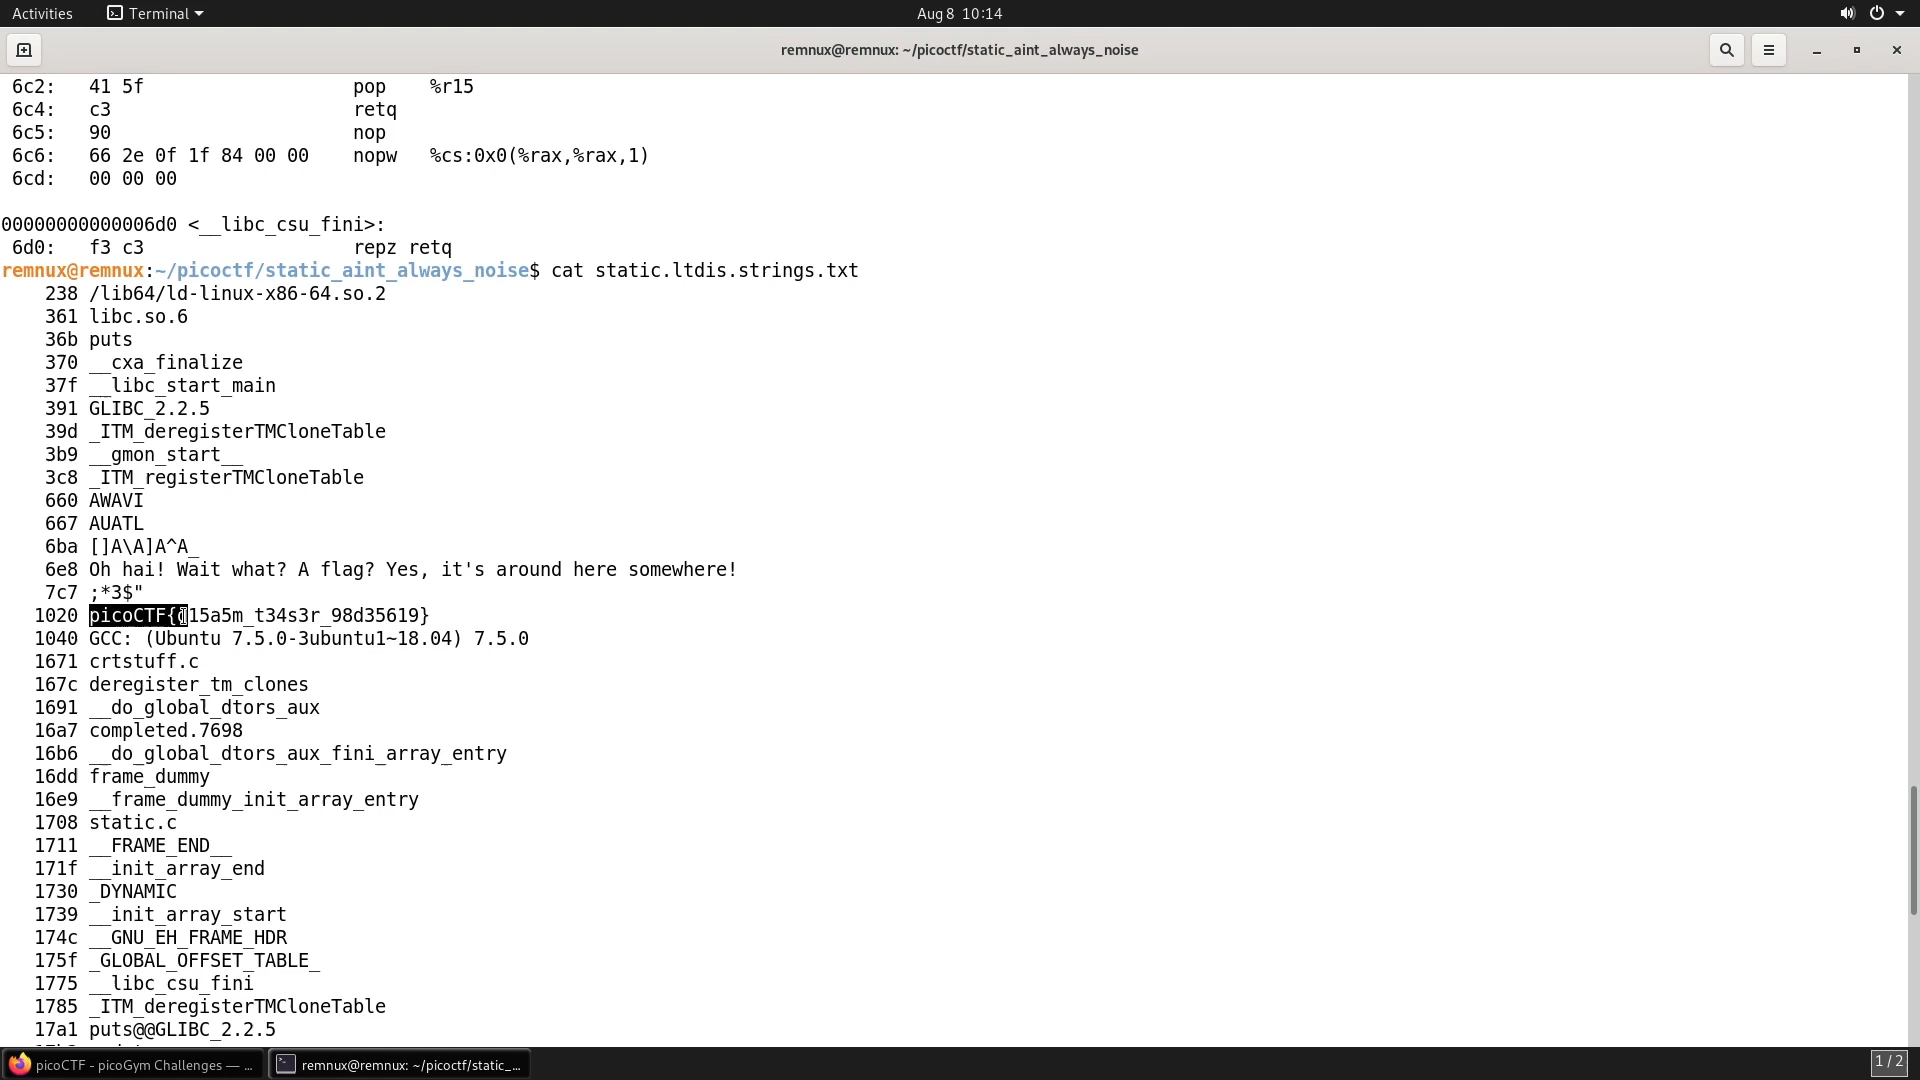 Activities Terminal Aug 8 10:14
remnux@remnux: ~/picoctf/static_aint_always_noise
6c2: 41 5f pop %r15
6c4: c3 retq
6c5: 90 nop
6c6: 66 2e 0f 1f 84 00 00 nopw %cs:0x0(%rax,%rax,1)
6cd: 00 00 00
00000000000006d0 <__libc_csu_fini>:
6d0: f3 c3 repz retq
remnux@remnux:~/picoctf/static_aint_always_noise$ cat static.ltdis.strings.txt
238 /lib64/ld-linux-x86-64.so.2
361 libc.so.6
36b puts
370 __cxa_finalize
37f __libc_start_main
391 GLIBC_2.2.5
39d _ITM_deregisterTMCloneTable
3b9 __gmon_start__
3c8 _ITM_registerTMCloneTable
660 AWAVI
667 AUATL
6ba []A\A]A^A_
6e8 Oh hai! Wait what? A flag? Yes, it's around here somewhere!
7c7 ;*3$"
1020 picoCTF{d15a5m_t34s3r_98d35619}
1040 GCC: (Ubuntu 7.5.0-3ubuntu1~18.04) 7.5.0
1671 crtstuff.c
167c deregister_tm_clones
1691 __do_global_dtors_aux
16a7 completed.7698
16b6 __do_global_dtors_aux_fini_array_entry
16dd frame_dummy
16e9 __frame_dummy_init_array_entry
1708 static.c
1711 __FRAME_END__
171f __init_array_end
1730 _DYNAMIC
1739 __init_array_start
174c __GNU_EH_FRAME_HDR
175f _GLOBAL_OFFSET_TABLE_
1775 __libc_csu_fini
1785 _ITM_deregisterTMCloneTable
17a1 puts@@GLIBC_2.2.5
picoCTF - picoGym Challenges — ... remnux@remnux: ~/picoctf/static_... 1 / 2